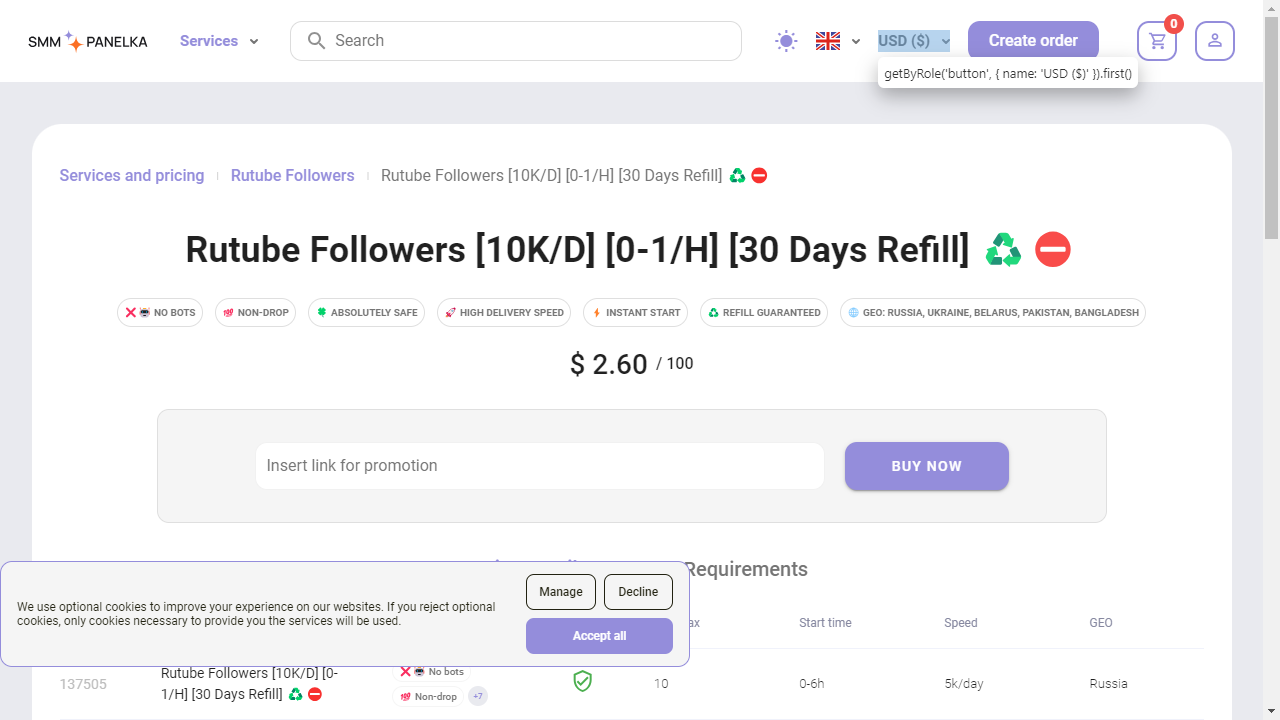 SMM PANELKA
Services
Search
USD ($)
Create order
0
getByRole('button', { name: 'USD ($)' }).first()
Services and pricing
Rutube Followers
Rutube Followers [10K/D] [0-1/H] [30 Days Refill] ♻️ ⛔
Rutube Followers [10K/D] [0-1/H] [30 Days Refill] ♻️ ⛔
NO BOTS
NON-DROP
ABSOLUTELY SAFE
HIGH DELIVERY SPEED
INSTANT START
REFILL GUARANTEED
GEO: RUSSIA, UKRAINE, BELARUS, PAKISTAN, BANGLADESH
$ 2.60 / 100
Insert link for promotion
BUY NOW
Requirements
We use optional cookies to improve your experience on our websites. If you reject optional
cookies, only cookies necessary to provide you the services will be used.
Manage
Decline
Accept all
Start time
Speed
GEO
137505
Rutube Followers [10K/D] [0-
1/H] [30 Days Refill] ♻️ ⛔
No bots
Non-drop
+7
10
0-6h
5k/day
Russia